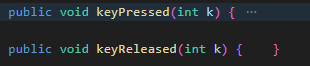 public void keyPressed(int k) { ...
public void keyReleased(int k) {    }